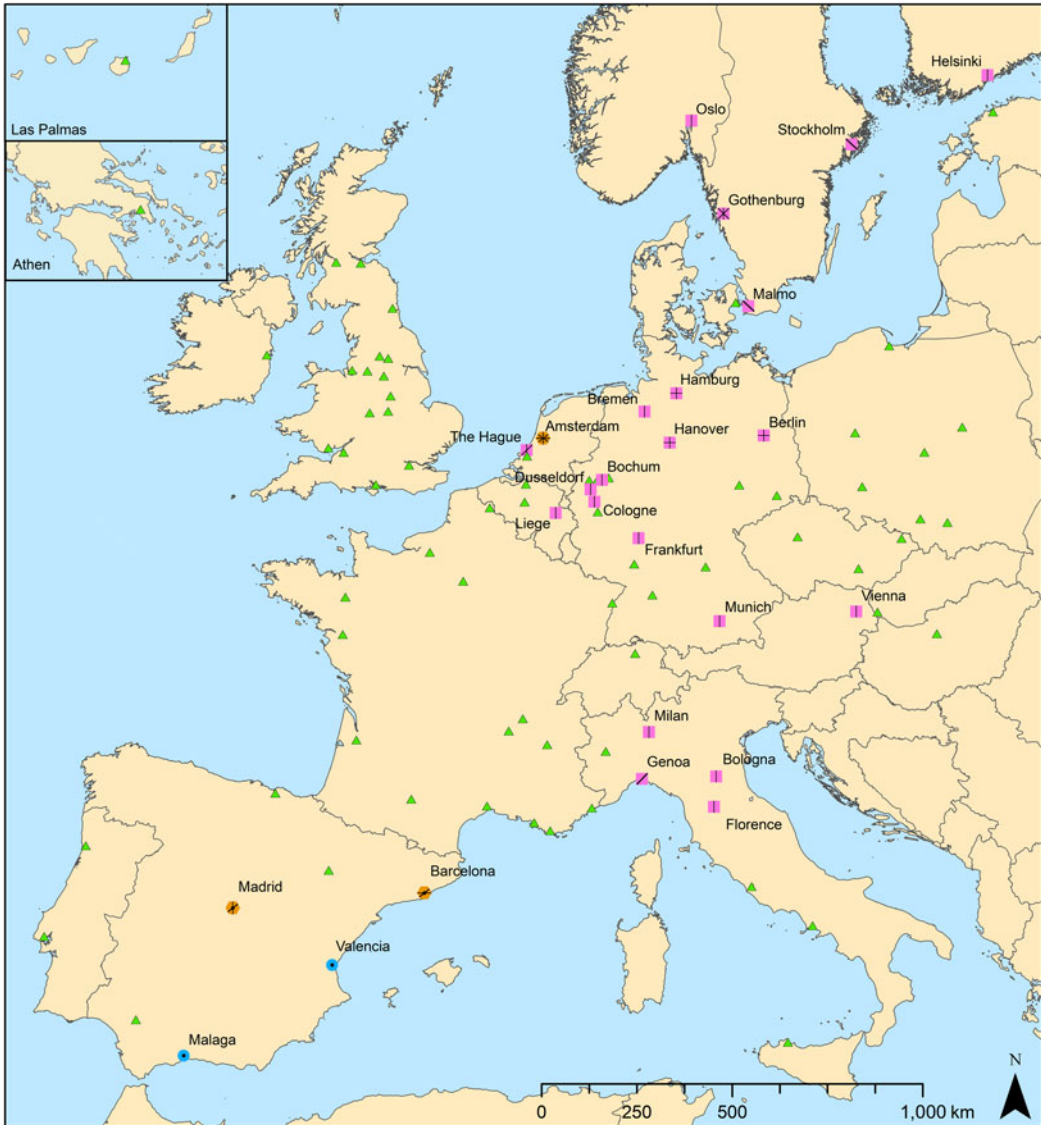 Las Palmas
Athen
Helsinki
Oslo
Stockholm
Gothenburg
Malmo
Hamburg
Bremen
Amsterdam
Hanover
Berlin
The Hague
Bochum
Dusseldorf
Cologne
Liege
Frankfurt
Munich
Vienna
Milan
Genoa
Bologna
Florence
Barcelona
Madrid
Valencia
Malaga
N
0 250 500 1,000 km